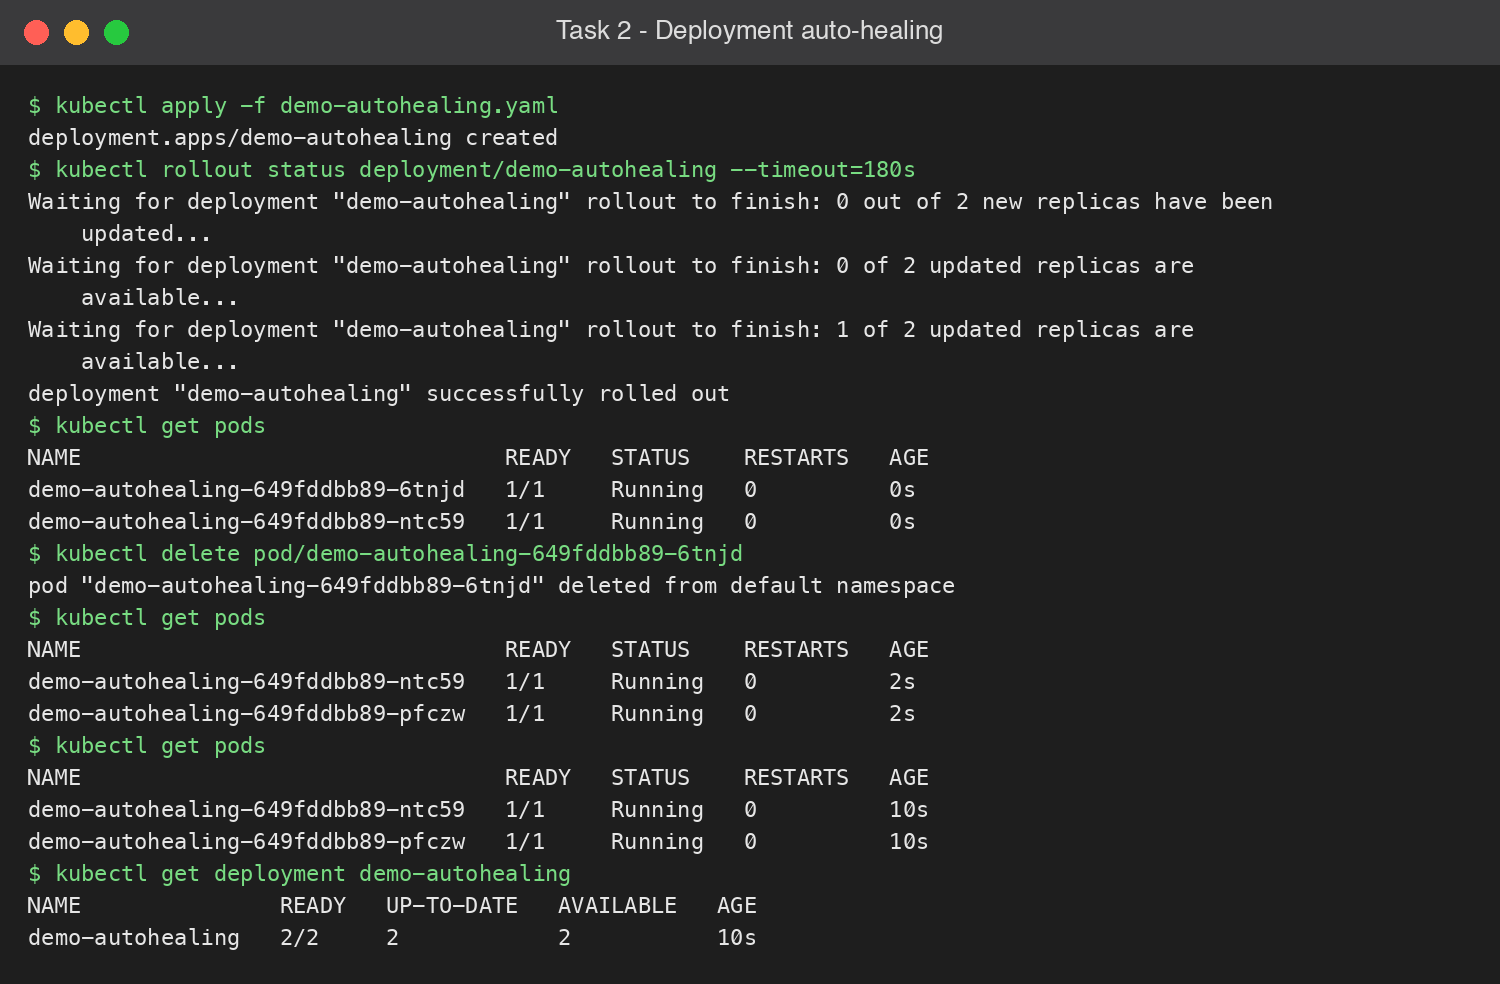 Task 2 - Deployment auto-healing
$ kubectl apply -f demo-autohealing.yaml
deployment.apps/demo-autohealing created
$ kubectl rollout status deployment/demo-autohealing --timeout=180s
Waiting for deployment "demo-autohealing" rollout to finish: 0 out of 2 new replicas have been
    updated...
Waiting for deployment "demo-autohealing" rollout to finish: 0 of 2 updated replicas are
    available...
Waiting for deployment "demo-autohealing" rollout to finish: 1 of 2 updated replicas are
    available...
deployment "demo-autohealing" successfully rolled out
$ kubectl get pods
NAME                                READY   STATUS    RESTARTS   AGE
demo-autohealing-649fddbb89-6tnjd   1/1     Running   0          0s
demo-autohealing-649fddbb89-ntc59   1/1     Running   0          0s
$ kubectl delete pod/demo-autohealing-649fddbb89-6tnjd
pod "demo-autohealing-649fddbb89-6tnjd" deleted from default namespace
$ kubectl get pods
NAME                                READY   STATUS    RESTARTS   AGE
demo-autohealing-649fddbb89-ntc59   1/1     Running   0          2s
demo-autohealing-649fddbb89-pfczw   1/1     Running   0          2s
$ kubectl get pods
NAME                                READY   STATUS    RESTARTS   AGE
demo-autohealing-649fddbb89-ntc59   1/1     Running   0          10s
demo-autohealing-649fddbb89-pfczw   1/1     Running   0          10s
$ kubectl get deployment demo-autohealing
NAME               READY   UP-TO-DATE   AVAILABLE   AGE
demo-autohealing   2/2     2            2           10s